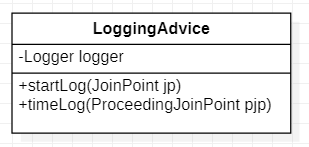 LoggingAdvice
-Logger logger
+startLog(JoinPoint jp)
+timeLog(ProceedingJoinPoint pjp)